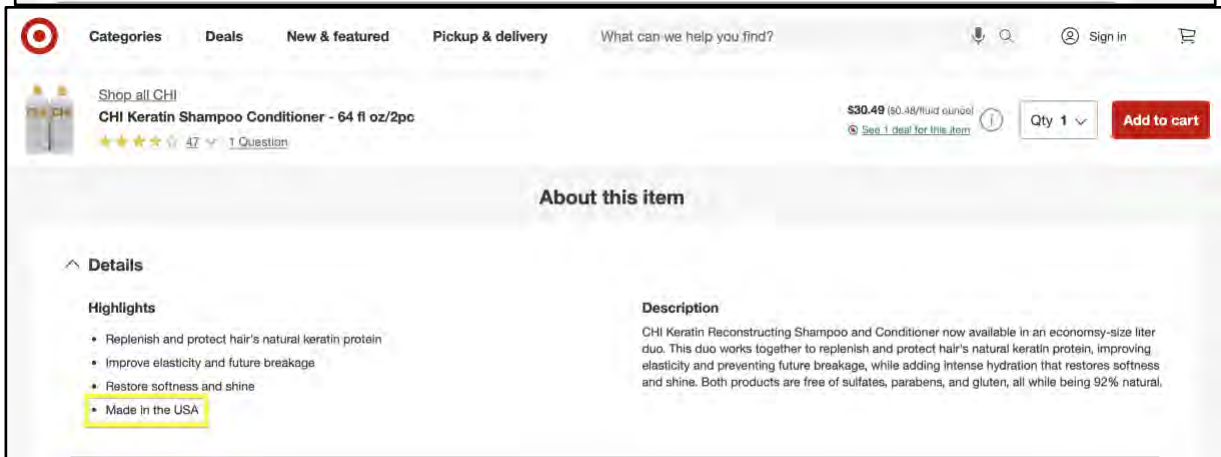 Categories Deals New & featured Pickup & delivery What can we help you find? Sign in
Shop all CHI
CHI Keratin Shampoo Conditioner - 64 fl oz/2pc
47 1 Question
$30.49 ($0.48/fluid ounce)
See 1 deal for this item
Qty 1
Add to cart
About this item
Details
Highlights
Replenish and protect hair's natural keratin protein
Improve elasticity and future breakage
Restore softness and shine
Made in the USA
Description
CHI Keratin Reconstructing Shampoo and Conditioner now available in an economsy-size liter
duo. This duo works together to replenish and protect hair's natural keratin protein, improving
elasticity and preventing future breakage, while adding intense hydration that restores softness
and shine. Both products are free of sulfates, parabens, and gluten, all while being 92% natural.